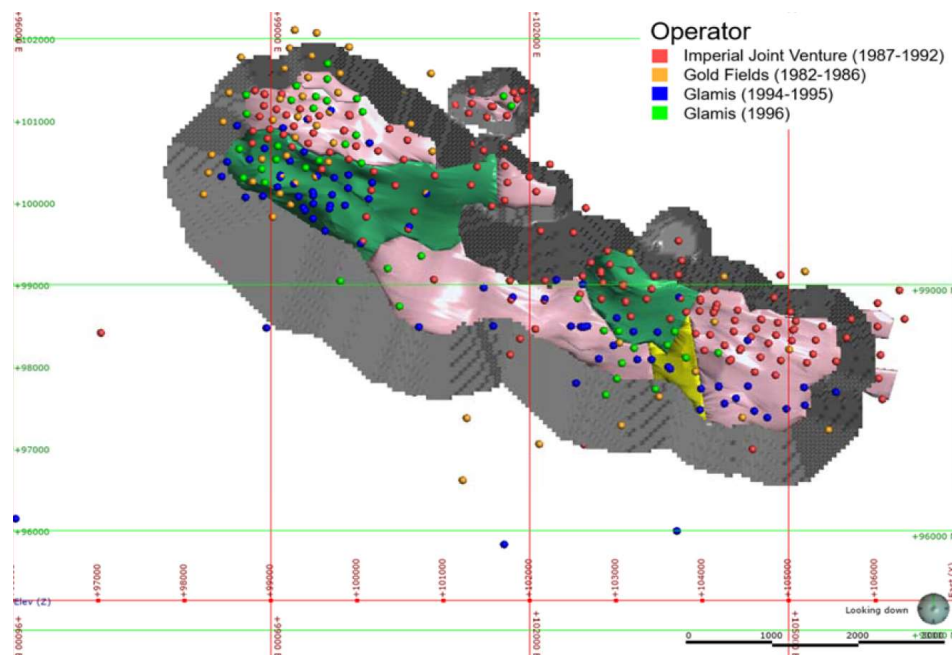 Operator
Imperial Joint Venture (1987-1992)
Gold Fields (1982-1986)
Glamis (1994-1995)
Glamis (1996)
+102000
+101000
+100000
+99000
+99000 N
+98000
+97000
+96000
+96000 N
+97000
+98000
+99000
+100000
+101000
+102000
+103000
+104000
+105000
+106000
Elev (Z)
Looking down
0
1000
2000
+102000 E